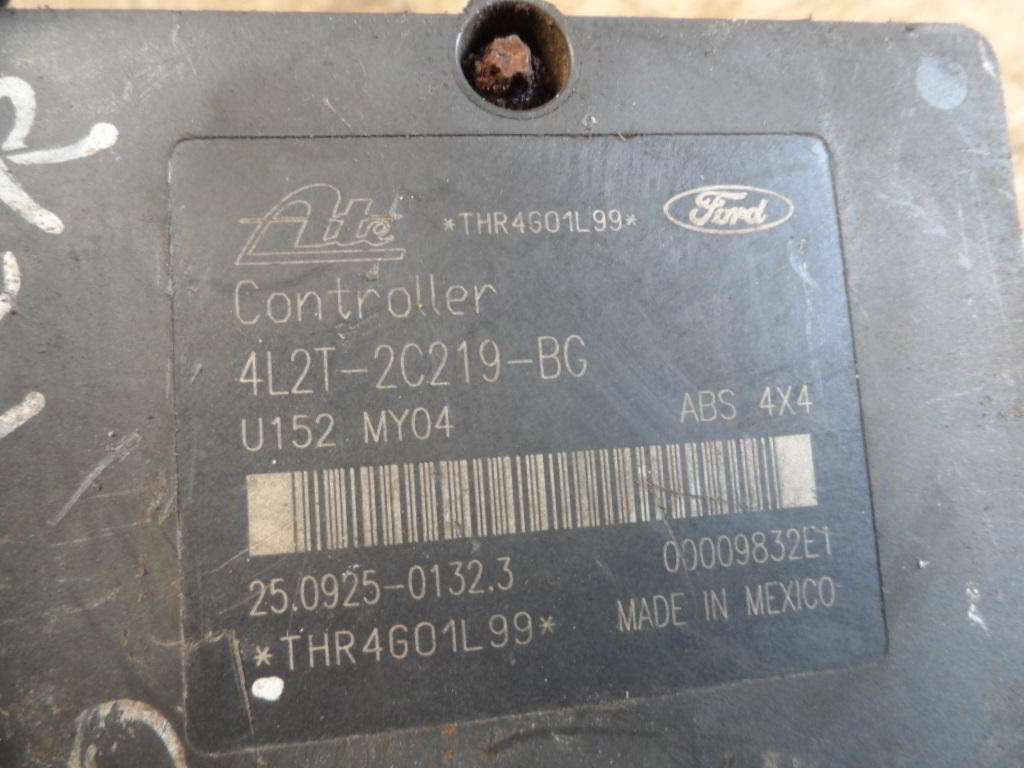 Ate *THR4G01L99* Ford
Controller
4L2T-2C219-BG
U152 MY04 ABS 4X4
25.0925-0132.3 00009832E1
*THR4G01L99* MADE IN MEXICO